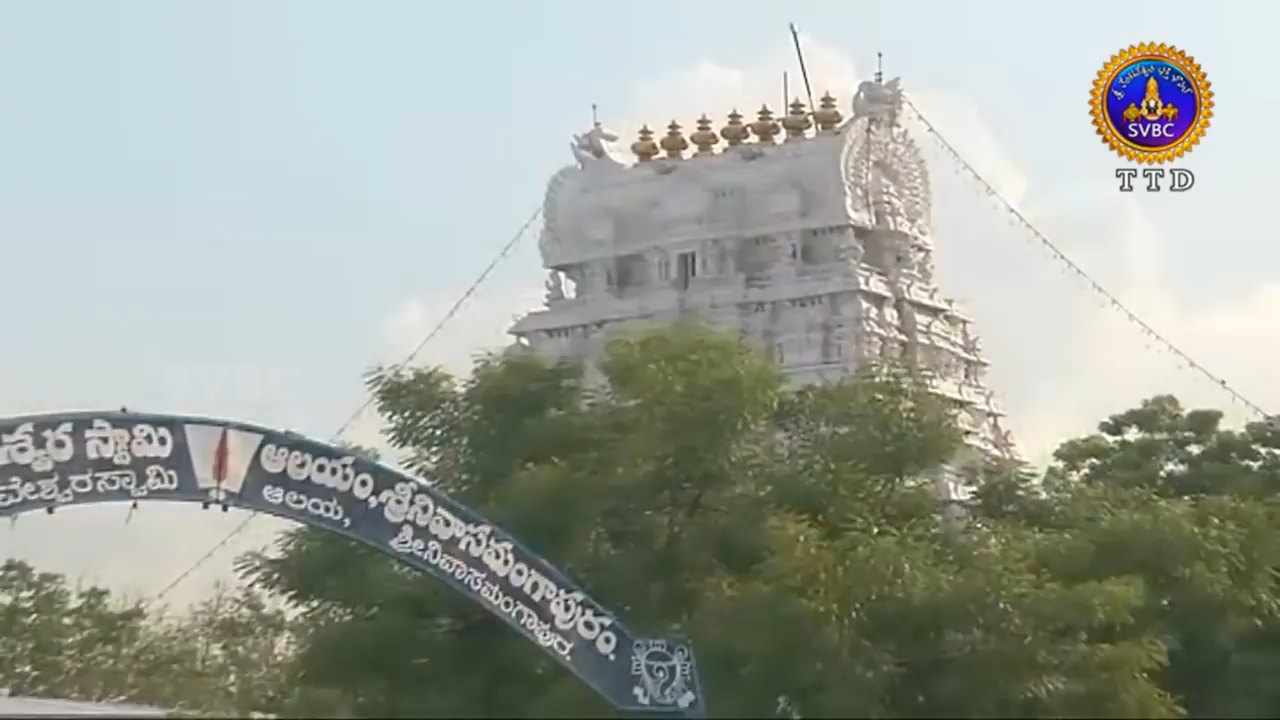 శ్వర స్వామి ఆలయం, శ్రీనివాసమంగాపురం.
ವೇಶ್ವರಸ್ವಾಮಿ ಆಲಯ, ಶ್ರೀನಿವಾಸಮಂಗಾಪುರ.
SVBC
TTD